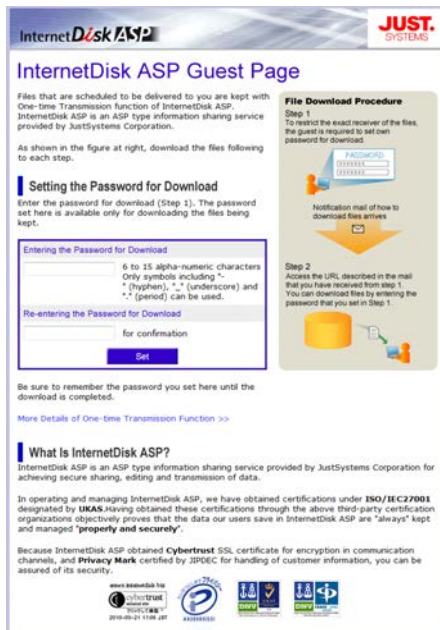 InternetDisk ASP
JUST.
SYSTEMS
InternetDisk ASP Guest Page
Files that are scheduled to be delivered to you are kept with
One-time Transmission function of InternetDisk ASP.
InternetDisk ASP is an ASP type information sharing service
provided by JustSystems Corporation.
As shown in the figure at right, download the files following
to each step.
Setting the Password for Download
Enter the password for download (Step 1). The password
set here is available only for downloading the files being
kept.
Entering the Password for Download
6 to 15 alpha-numeric characters
Only symbols including "-
" (hyphen), "_" (underscore) and
"." (period) can be used.
Re-entering the Password for Download
for confirmation
Set
Be sure to remember the password you set here until the
download is completed.
More Details of One-time Transmission Function >>
File Download Procedure
Step 1
To restrict the exact receiver of the files,
the guest is required to set own
password for download.
PASSWORD
Notification mail of how to
download files arrives
Step 2
Access the URL described in the mail
that you have received from step 1.
You can download files by entering the
password that you set in Step 1.
What Is InternetDisk ASP?
InternetDisk ASP is an ASP type information sharing service provided by JustSystems Corporation for
achieving secure sharing, editing and transmission of data.
In operating and managing InternetDisk ASP, we have obtained certifications under ISO/IEC27001
designated by UKAS.Having obtained these certifications through the above third-party certification
organizations objectively proves that the data our users save in InternetDisk ASP are "always" kept
and managed "properly and securely".
Because InternetDisk ASP obtained Cybertrust SSL certificate for encryption in communication
channels, and Privacy Mark certified by JIPDEC for handling of customer information, you can be
assured of its security.
cybertrust
2010-09-21 11:06 JST
DNV
DNV